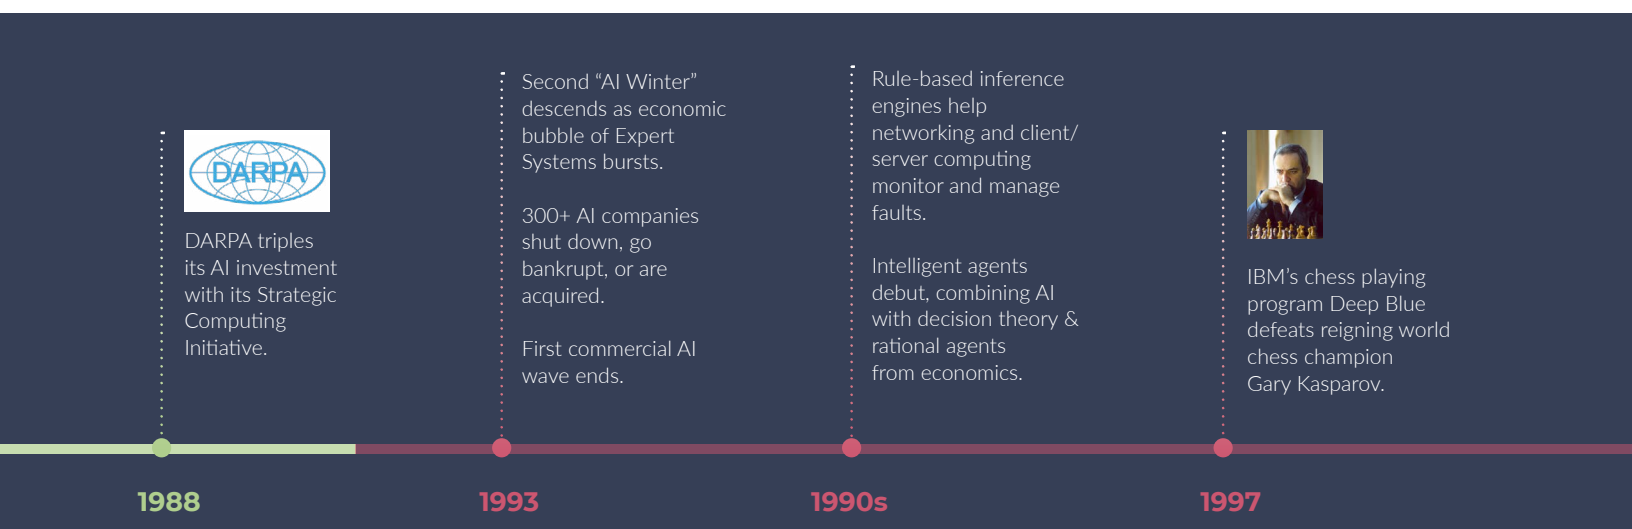 DARPA
DARPA triples
its AI investment
with its Strategic
Computing
Initiative.
1988
Second “AI Winter”
descends as economic
bubble of Expert
Systems bursts.
300+ AI companies
shut down, go
bankrupt, or are
acquired.
First commercial AI
wave ends.
1993
Rule-based inference
engines help
networking and client/
server computing
monitor and manage
faults.
Intelligent agents
debut, combining AI
with decision theory &
rational agents
from economics.
1990s
IBM’s chess playing
program Deep Blue
defeats reigning world
chess champion
Gary Kasparov.
1997